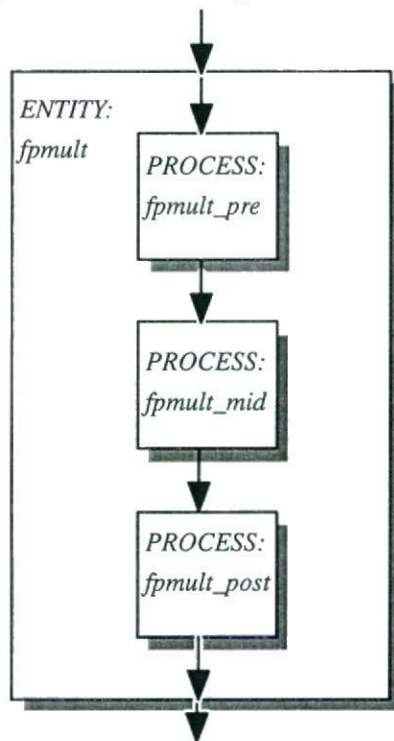 ENTITY:
fpmult
PROCESS:
fpmult_pre
PROCESS:
fpmult_mid
PROCESS:
fpmult_post